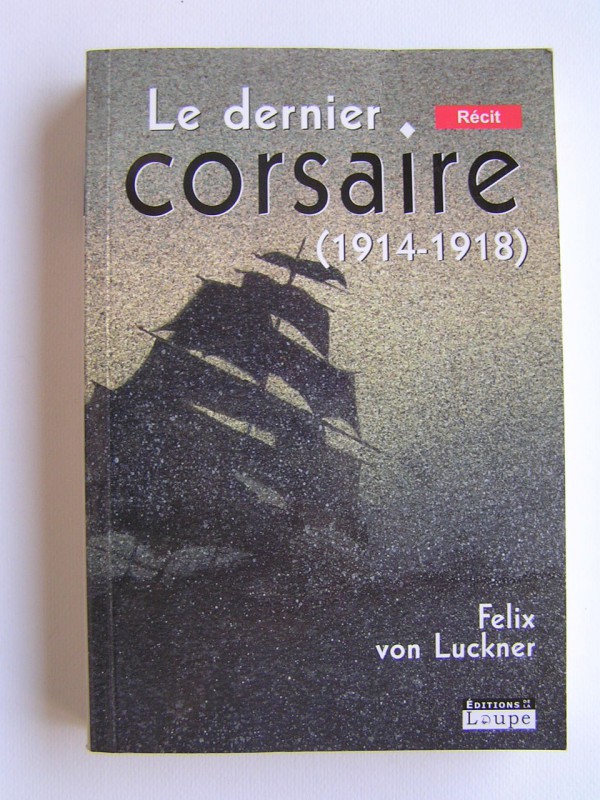 Le dernier
Récit
corsaire
(1914-1918)
Felix
von Luckner
ÉDITIONS DE LA
Loupe